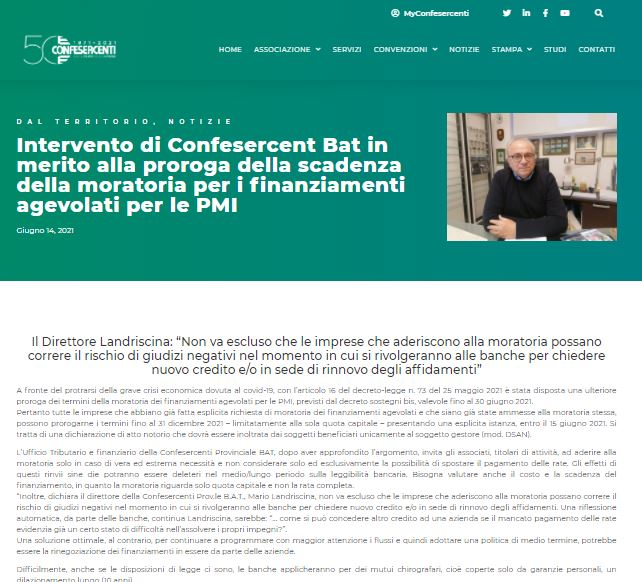 MyConfesercenti
50 1971-2021
CONFESERCENTI
HOME ASSOCIAZIONE SERVIZI CONVENZIONI NOTIZIE STAMPA STUDI CONTATTI
DAL TERRITORIO, NOTIZIE
Intervento di Confesercent Bat in
merito alla proroga della scadenza
della moratoria per i finanziamenti
agevolati per le PMI
Giugno 14, 2021
Il Direttore Landriscina: “Non va escluso che le imprese che aderiscono alla moratoria possano
correre il rischio di giudizi negativi nel momento in cui si rivolgeranno alle banche per chiedere
nuovo credito e/o in sede di rinnovo degli affidamenti”
A fronte del protrarsi della grave crisi economica dovuta al covid-19, con l’articolo 16 del decreto-legge n. 73 del 25 maggio 2021 è stata disposta una ulteriore
proroga dei termini della moratoria dei finanziamenti agevolati per le PMI, previsti dal decreto sostegni bis, valevole fino al 30 giugno 2021.
Pertanto tutte le imprese che abbiano già fatta esplicita richiesta di moratoria dei finanziamenti agevolati e che siano già state ammesse alla moratoria stessa,
possano prorogarne i termini fino al 31 dicembre 2021 – limitatamente alla sola quota capitale – presentando una esplicita istanza, entro il 15 giugno 2021. Si
tratta di una dichiarazione di atto notorio che dovrà essere inoltrata dai soggetti beneficiari unicamente al soggetto gestore (mod. DSAN).
L’Ufficio Tributario e finanziario della Confesercenti Provinciale BAT, dopo aver approfondito l’argomento, invita gli associati, titolari di attività, ad aderire alla
moratoria solo in caso di vera ed estrema necessità e non considerare solo ed esclusivamente la possibilità di spostare il pagamento delle rate. Gli effetti di
questi rinvii sine die potranno essere deleteri nel medio/lungo periodo sulla leggibilità bancaria. Bisogna valutare anche il costo e la scadenza del
finanziamento, in quanto la moratoria riguarda solo quota capitale e non la rata completa.
“Inoltre, dichiara il direttore della Confesercenti Prov.le B.A.T., Mario Landriscina, non va escluso che le imprese che aderiscono alla moratoria possano correre il
rischio di giudizi negativi nel momento in cui si rivolgeranno alle banche per chiedere nuovo credito e/o in sede di rinnovo degli affidamenti. Una riflessione
automatica, da parte delle banche, continua Landriscina, sarebbe: “… come si può concedere altro credito ad una azienda se il mancato pagamento delle rate
evidenzia già un certo stato di difficoltà nell’assolvere i propri impegni?”.
Una soluzione ottimale, al contrario, per continuare a programmare con maggior attenzione i flussi e quindi adottare una politica di medio termine, potrebbe
essere la rinegoziazione dei finanziamenti in essere da parte delle aziende.
Difficilmente, anche se le disposizioni di legge ci sono, le banche applicheranno per dei mutui chirografari, cioè coperte solo da garanzie personali, un
dilazionamento lungo (10 anni)